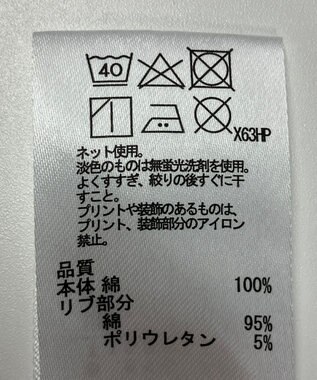 40
X63HP
ネット使用。
淡色のものは無蛍光洗剤を使用。
よくすすぎ、絞りの後すぐに干
すこと。
プリントや装飾のあるものは、
プリント、装飾部分のアイロン
禁止。
品質
本体 綿 100%
リブ部分
綿 95%
ポリウレタン 5%